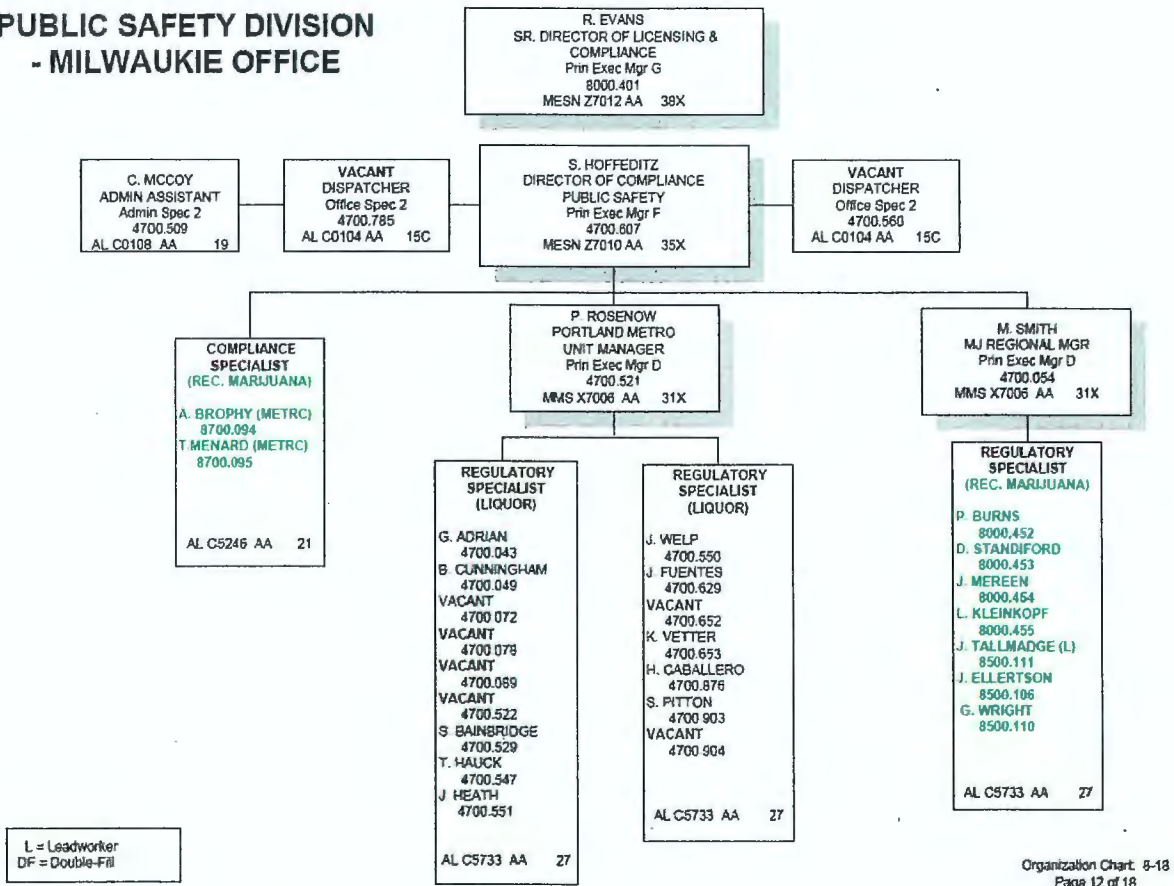 PUBLIC SAFETY DIVISION
- MILWAUKIE OFFICE
R. EVANS
SR. DIRECTOR OF LICENSING &
COMPLIANCE
Prin Exec Mgr G
8000.401
MESN Z7012 AA 38X
C. MCCOY
ADMIN ASSISTANT
Admin Spec 2
4700.509
AL C0108 AA 19
VACANT
DISPATCHER
Office Spec 2
4700.785
AL C0104 AA 15C
S. HOFFEDITZ
DIRECTOR OF COMPLIANCE
PUBLIC SAFETY
Prin Exec Mgr F
4700.607
MESN Z7010 AA 35X
VACANT
DISPATCHER
Office Spec 2
4700.560
AL C0104 AA 15C
COMPLIANCE
SPECIALIST
(REC. MARIJUANA)
A. BROPHY (METRC)
8700.094
T.MENARD (METRC)
8700.095
AL C5246 AA 21
P. ROSENOW
PORTLAND METRO
UNIT MANAGER
Prin Exec Mgr D
4700.521
MMS X7006 AA 31X
M. SMITH
MJ REGIONAL MGR
Prin Exec Mgr D
4700.054
MMS X7006 AA 31X
REGULATORY
SPECIALIST
(LIQUOR)
G. ADRIAN
4700.043
B. CUNNINGHAM
4700.049
VACANT
4700.072
VACANT
4700.078
VACANT
4700.089
VACANT
4700.522
S. BAINBRIDGE
4700.529
T. HAUCK
4700.547
J. HEATH
4700.551
AL C5733 AA 27
REGULATORY
SPECIALIST
(LIQUOR)
J. WELP
4700.550
J. FUENTES
4700.629
VACANT
4700.652
K. VETTER
4700.653
H. CABALLERO
4700.876
S. PITTON
4700.903
VACANT
4700.904
AL C5733 AA 27
REGULATORY
SPECIALIST
(REC. MARIJUANA)
P. BURNS
8000.452
D. STANDIFORD
8000.453
J. MEREEN
8000.454
L. KLEINKOPF
8000.455
J. TALLMADGE (L)
8500.111
J. ELLERTSON
8500.106
G. WRIGHT
8500.110
AL C5733 AA 27
L = Leadworker
DF = Double-Fill
Organization Chart: 8-18
Page 12 of 18